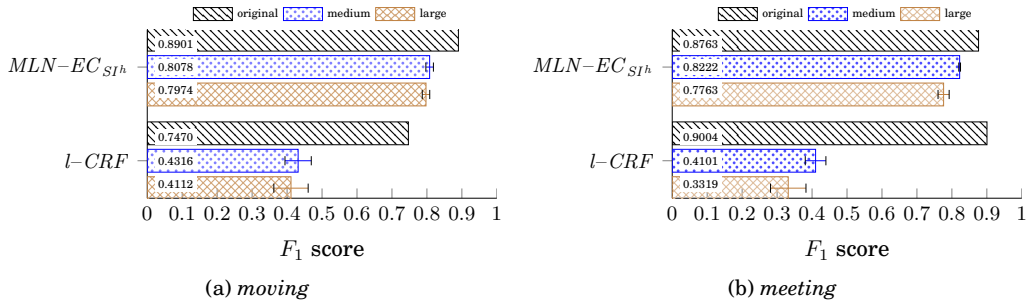 original medium large
MLN−EC_{SI^h}
0.8901
0.8078
0.7974
l−CRF
0.7470
0.4316
0.4112
0 0.1 0.2 0.3 0.4 0.5 0.6 0.7 0.8 0.9 1
F_1 score
(a) moving
original medium large
MLN−EC_{SI^h}
0.8763
0.8222
0.7763
l−CRF
0.9004
0.4101
0.3319
0 0.1 0.2 0.3 0.4 0.5 0.6 0.7 0.8 0.9 1
F_1 score
(b) meeting